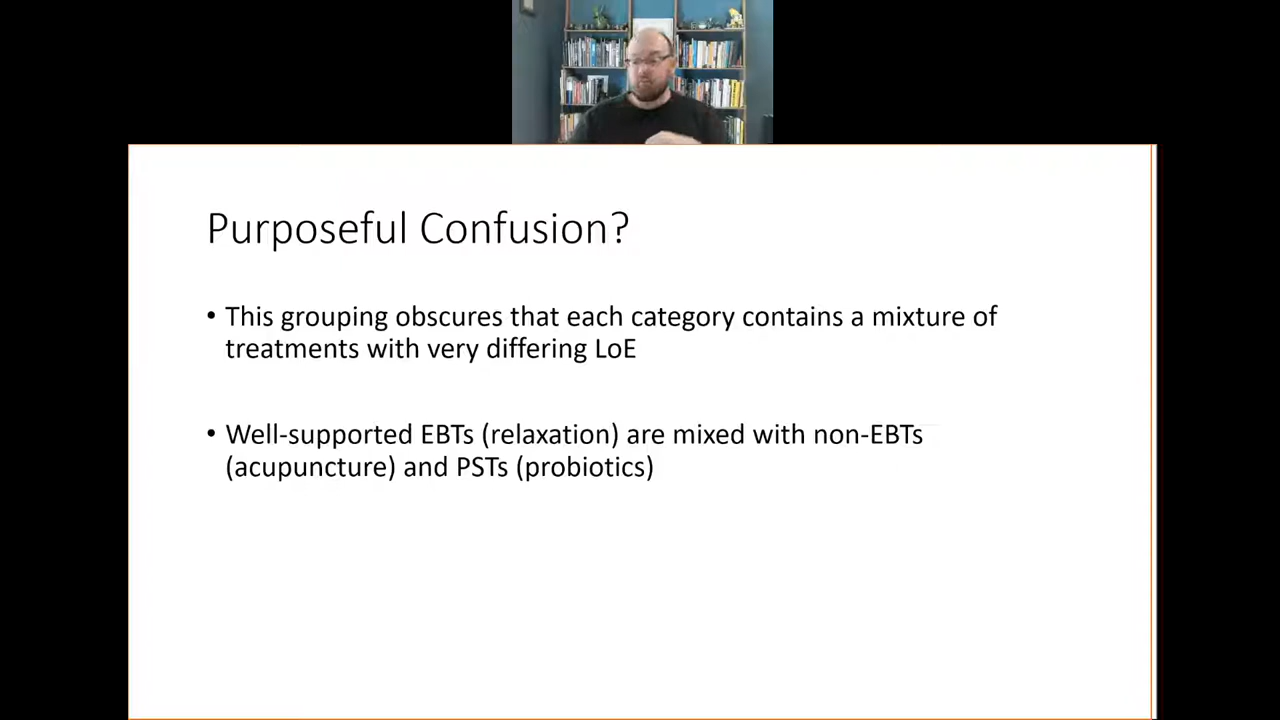 Purposeful Confusion?
• This grouping obscures that each category contains a mixture of
treatments with very differing LoE
• Well-supported EBTs (relaxation) are mixed with non-EBTs
(acupuncture) and PSTs (probiotics)